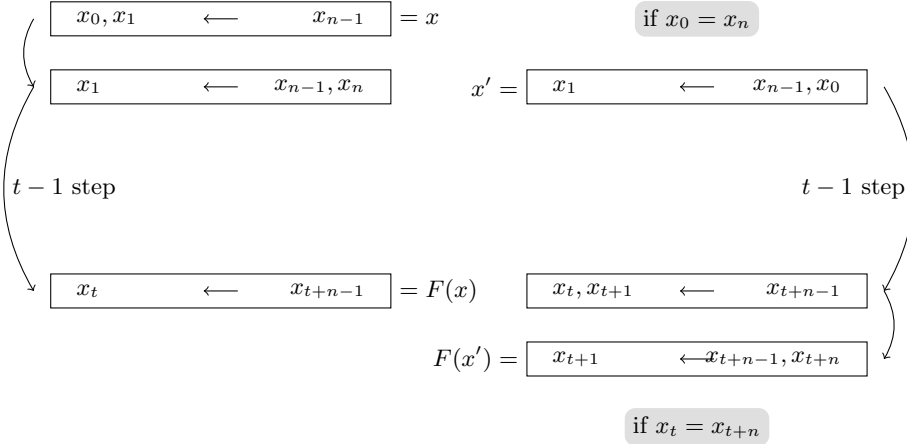 x_0, x_1 ⟵ x_{n−1} = x if x_0 = x_n
x_1 ⟵ x_{n−1}, x_n x′ = x_1 ⟵ x_{n−1}, x_0
t − 1 step t − 1 step
x_t ⟵ x_{t+n−1} = F(x) x_t, x_{t+1} ⟵ x_{t+n−1}
F(x′) = x_{t+1} ⟵ x_{t+n−1}, x_{t+n}
if x_t = x_{t+n}